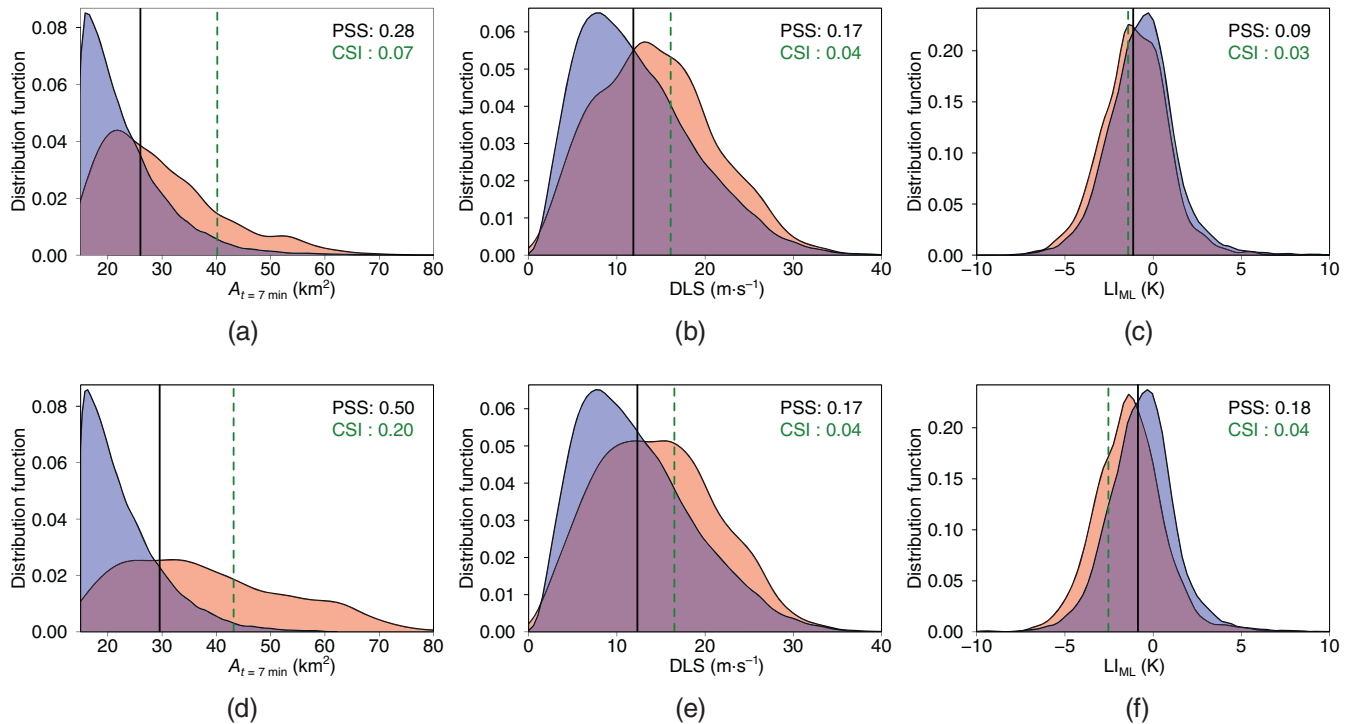 PSS: 0.28
CSI : 0.07
Distribution function
0.08
0.06
0.04
0.02
0.00
20 30 40 50 60 70 80
A t = 7 min (km²)
(a)
PSS: 0.17
CSI : 0.04
Distribution function
0.06
0.05
0.04
0.03
0.02
0.01
0.00
0 10 20 30 40
DLS (m·s⁻¹)
(b)
PSS: 0.09
CSI : 0.03
Distribution function
0.20
0.15
0.10
0.05
0.00
−10 −5 0 5 10
LI ML (K)
(c)
PSS: 0.50
CSI : 0.20
Distribution function
0.08
0.06
0.04
0.02
0.00
20 30 40 50 60 70 80
A t = 7 min (km²)
(d)
PSS: 0.17
CSI : 0.04
Distribution function
0.06
0.05
0.04
0.03
0.02
0.01
0.00
0 10 20 30 40
DLS (m·s⁻¹)
(e)
PSS: 0.18
CSI : 0.04
Distribution function
0.20
0.15
0.10
0.05
0.00
−10 −5 0 5 10
LI ML (K)
(f)